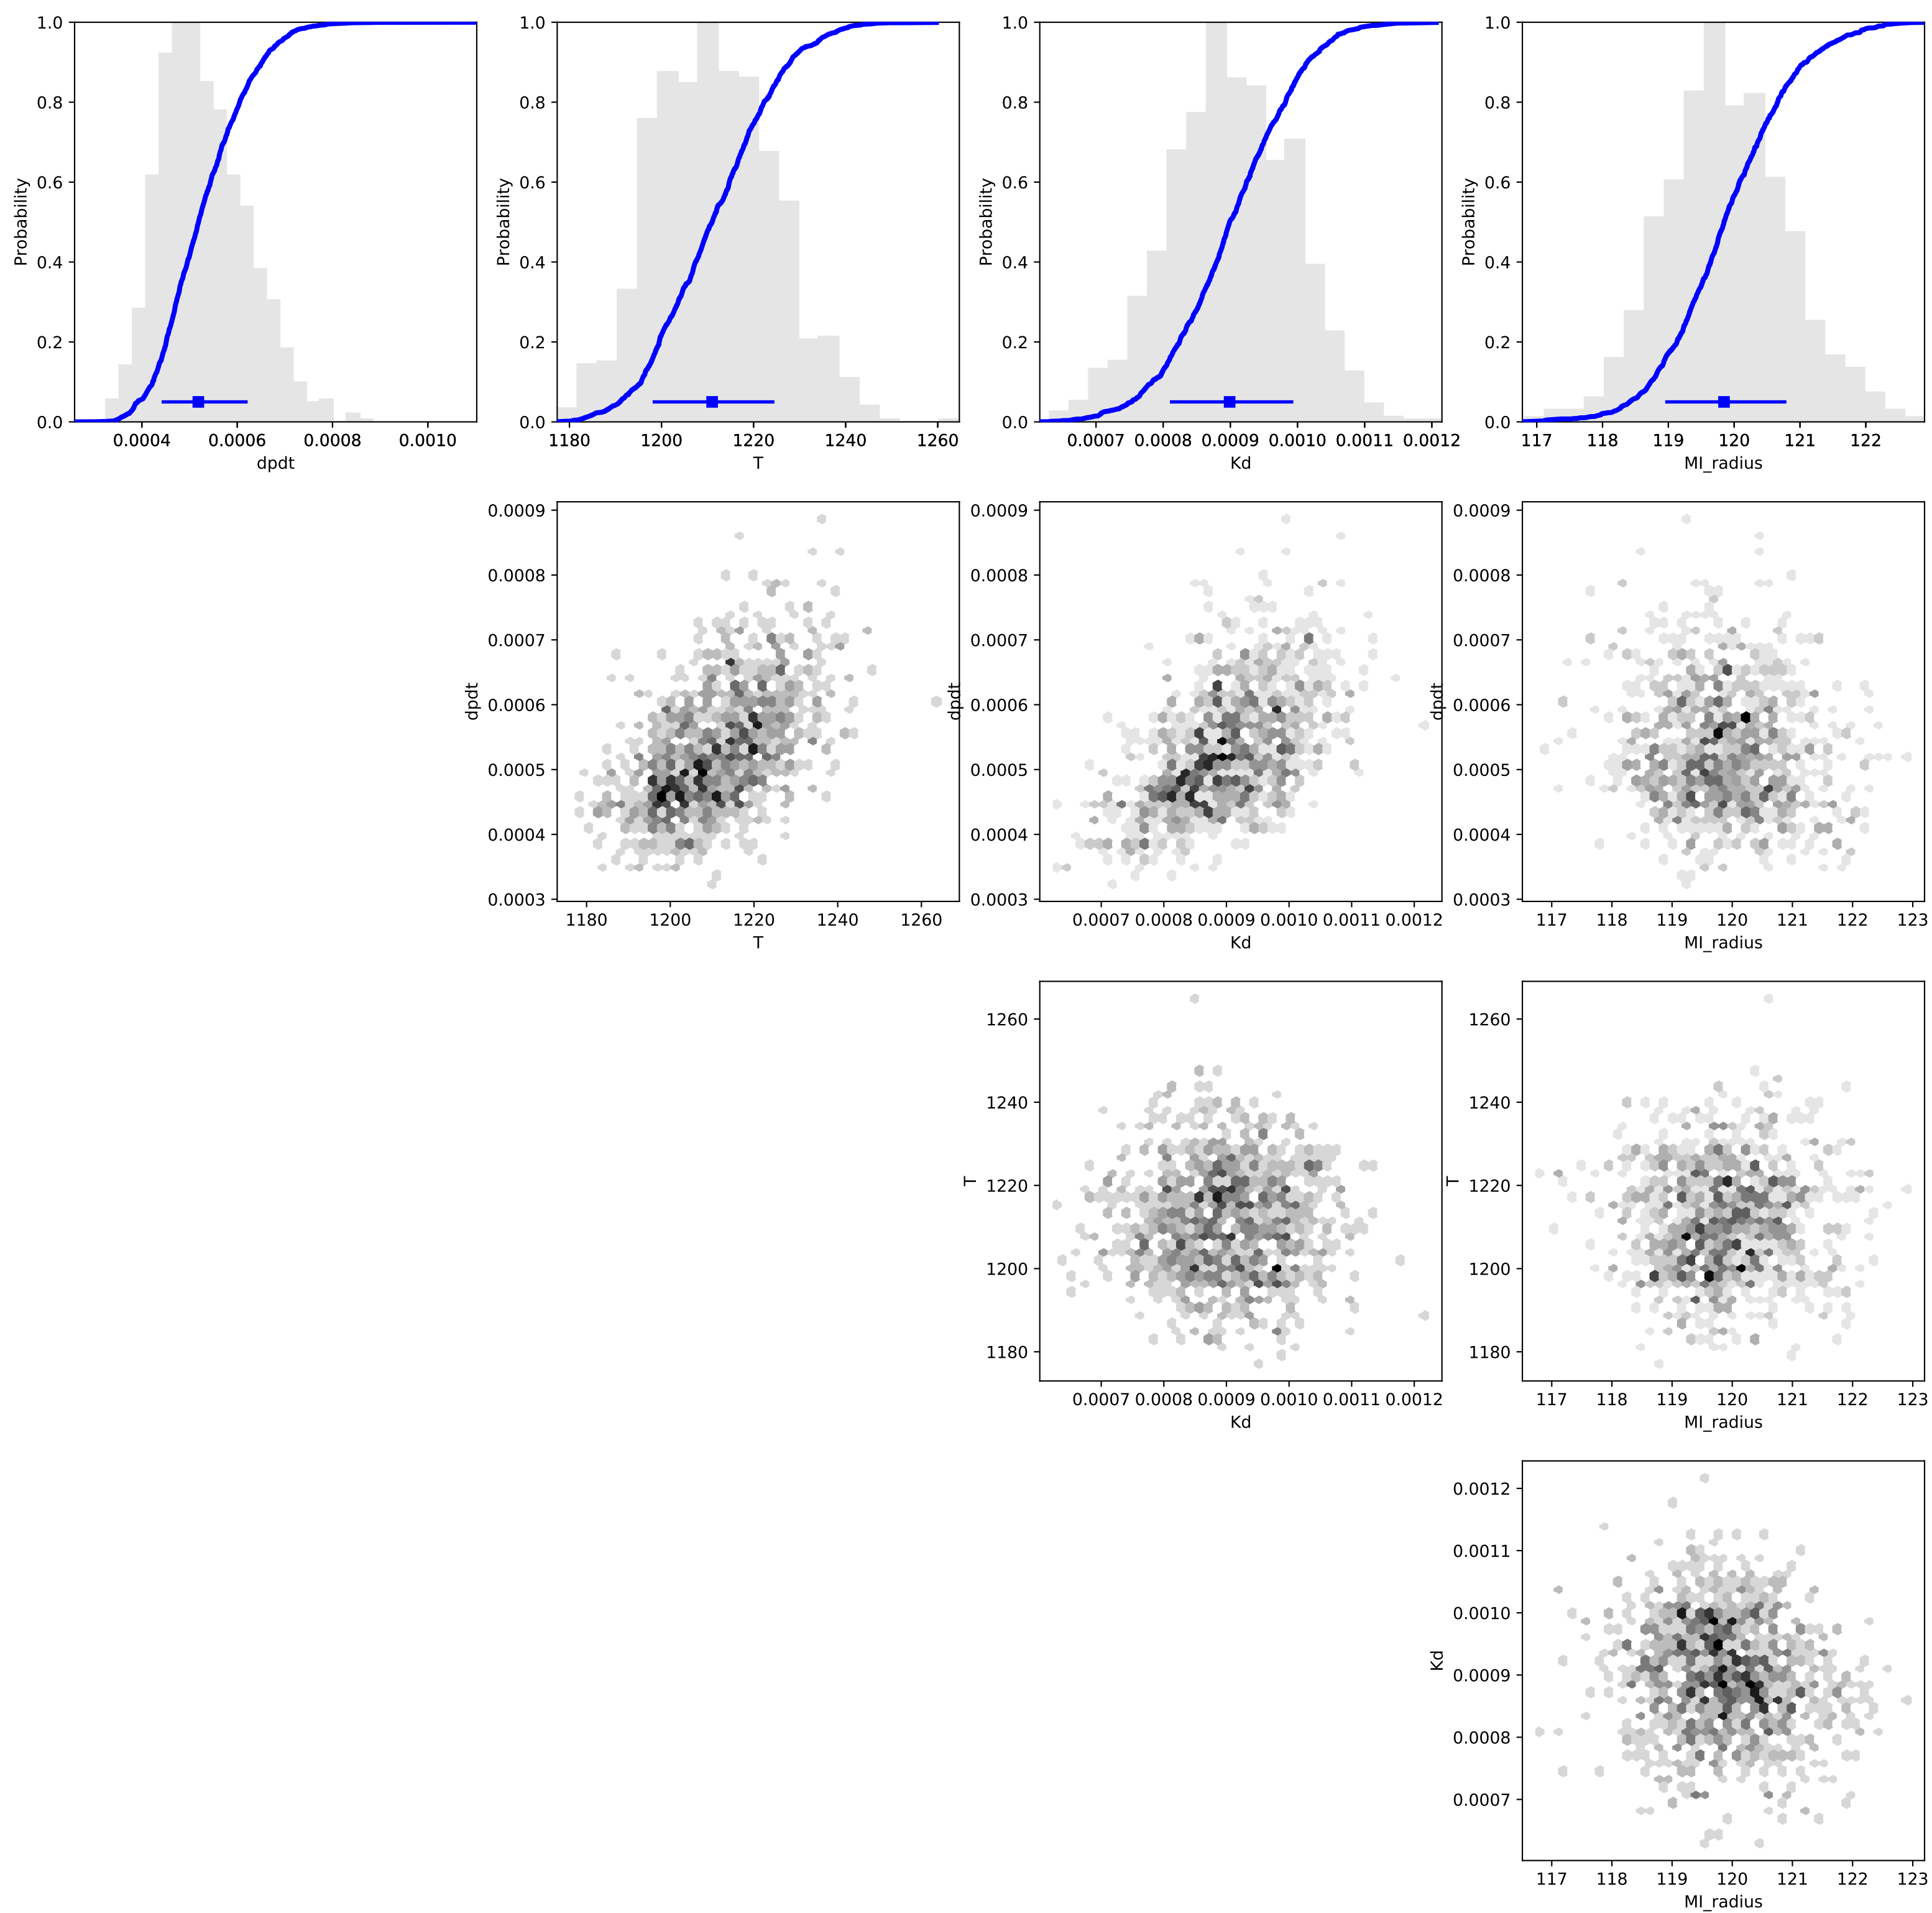 1.0 1.0 1.0 1.0
0.8 0.8 0.8 0.8
0.6 0.6 0.6 0.6
Probability Probability Probability Probability
0.4 0.4 0.4 0.4
0.2 0.2 0.2 0.2
0.0 0.0 0.0 0.0
0.0004 0.0006 0.0008 0.0010 1180 1200 1220 1240 1260 0.0007 0.0008 0.0009 0.0010 0.0011 0.0012 117 118 119 120 121 122
dpdt T Kd MI_radius
0.0009 0.0009 0.0009
0.0008 0.0008 0.0008
0.0007 0.0007 0.0007
dpdt dpdt dpdt
0.0006 0.0006 0.0006
0.0005 0.0005 0.0005
0.0004 0.0004 0.0004
0.0003 0.0003 0.0003
1180 1200 1220 1240 1260 0.0007 0.0008 0.0009 0.0010 0.0011 0.0012 117 118 119 120 121 122 123
T Kd MI_radius
1260 1260
1240 1240
T T
1220 1220
1200 1200
1180 1180
0.0007 0.0008 0.0009 0.0010 0.0011 0.0012 117 118 119 120 121 122 123
Kd MI_radius
0.0012
0.0011
0.0010
Kd
0.0009
0.0008
0.0007
117 118 119 120 121 122 123
MI_radius